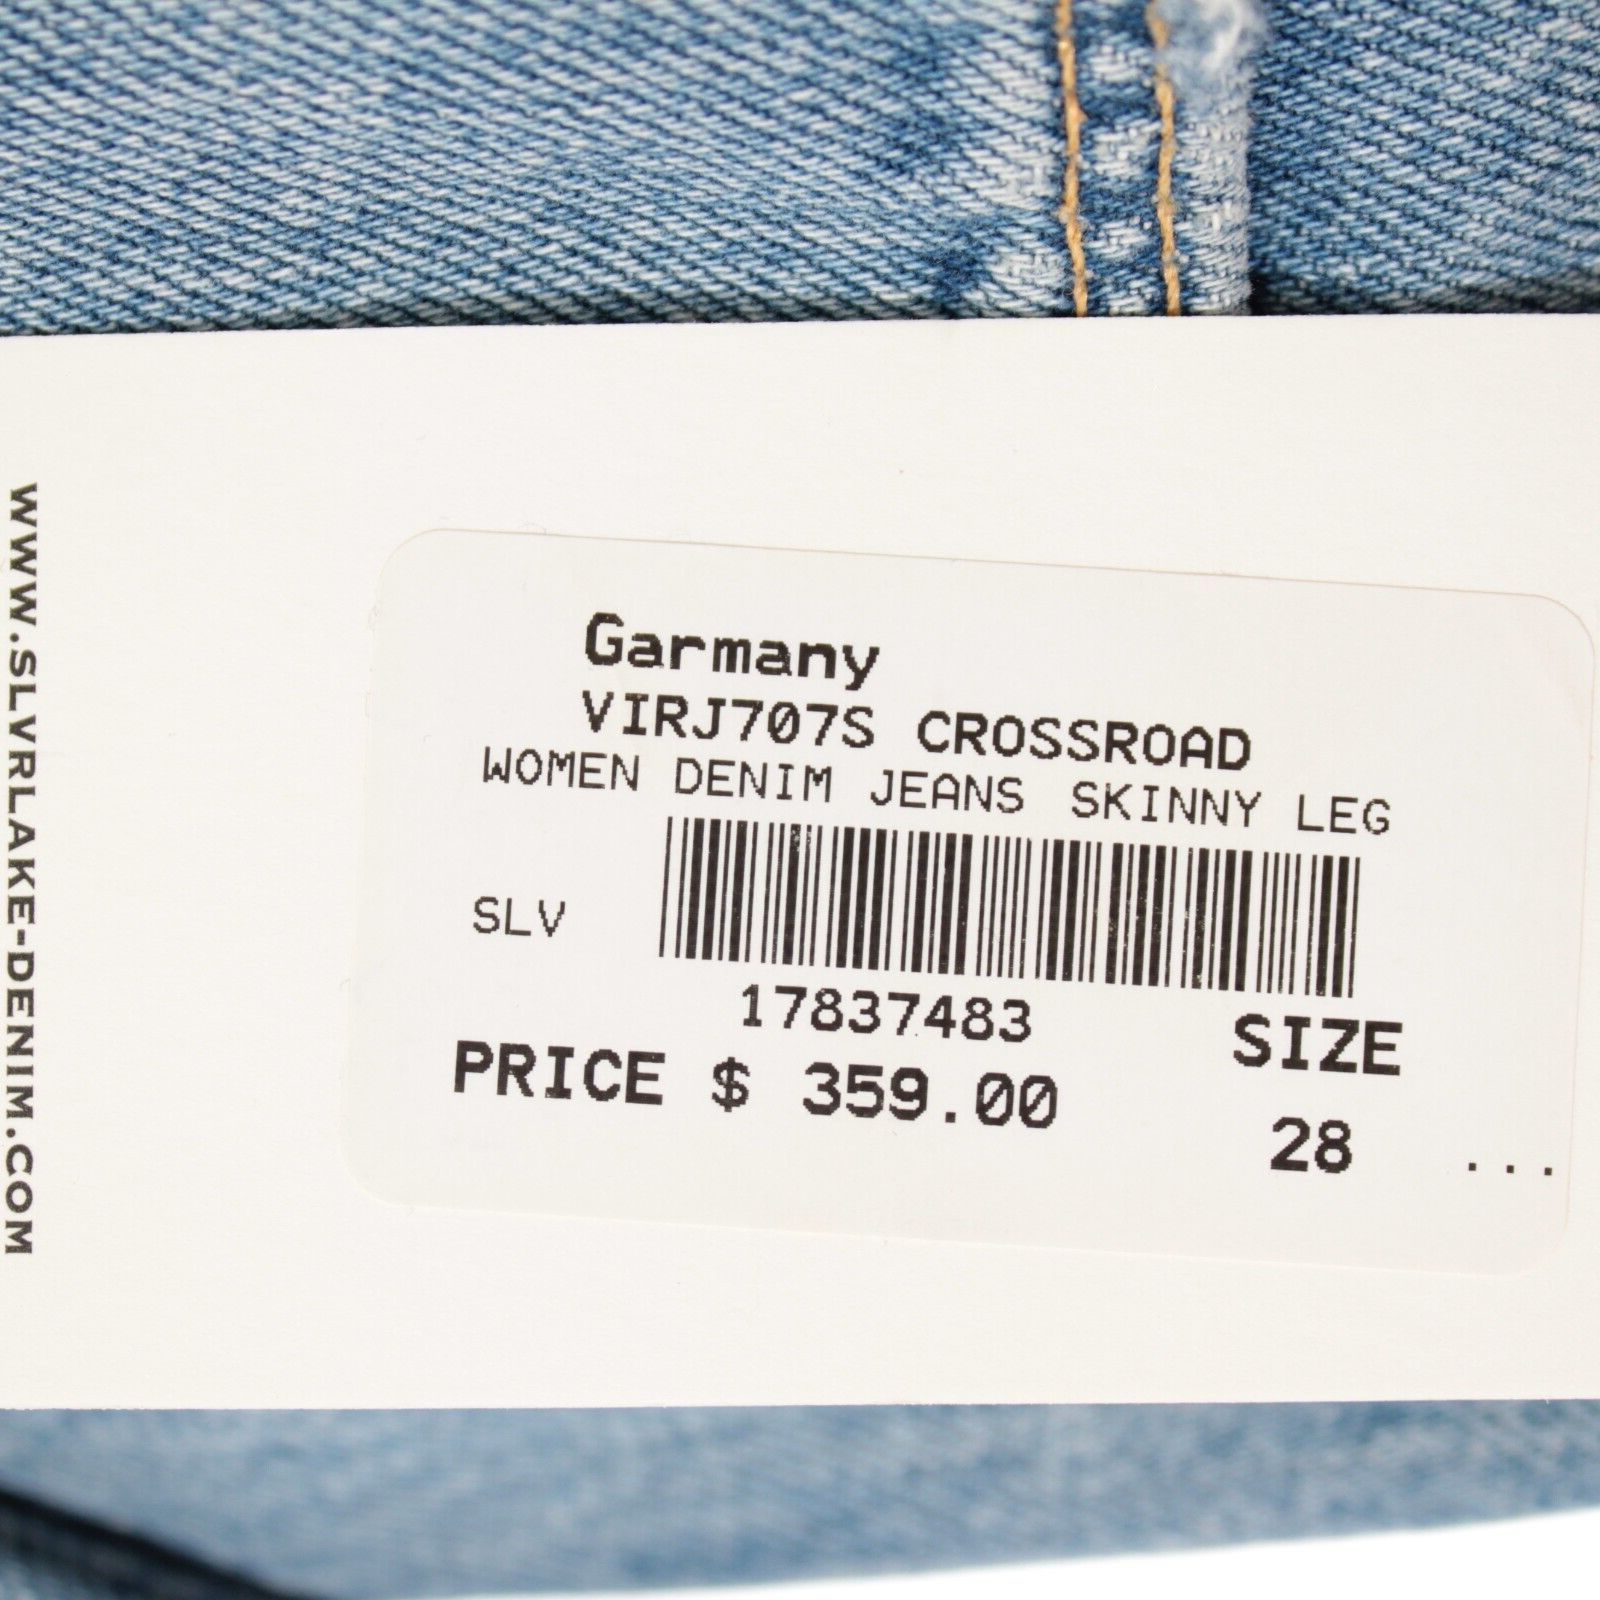 WWW.SLVRLAKE-DENIM.COM
Garmany
VIRJ707S CROSSROAD
WOMEN DENIM JEANS SKINNY LEG
SLV
17837483
SIZE
PRICE $ 359.00
28 ...